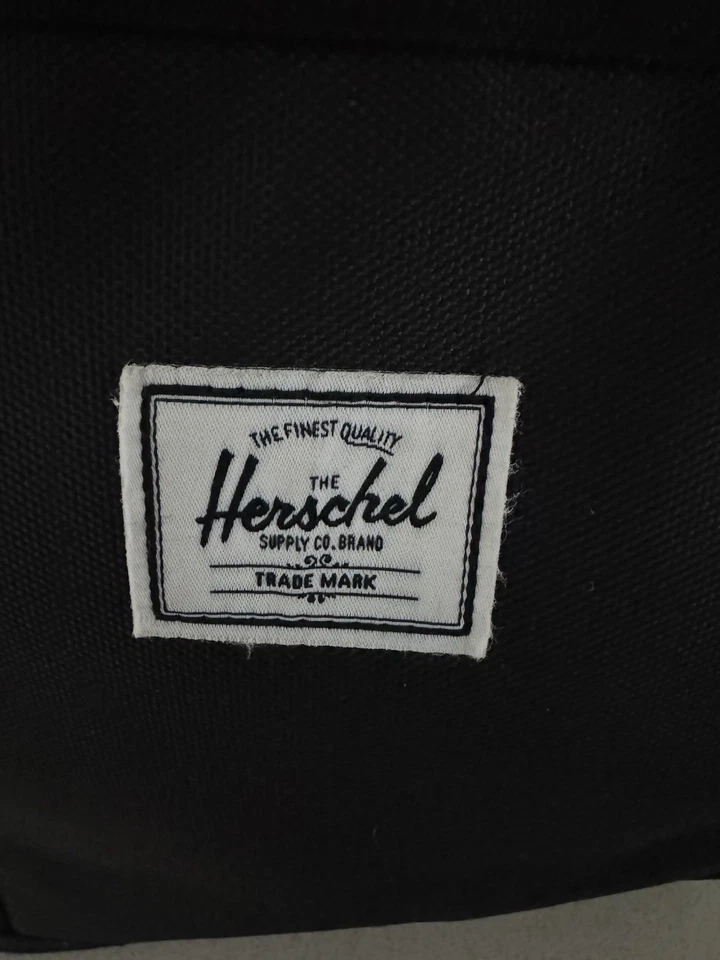 THE FINEST QUALITY
THE
Herschel
SUPPLY CO. BRAND
TRADE MARK